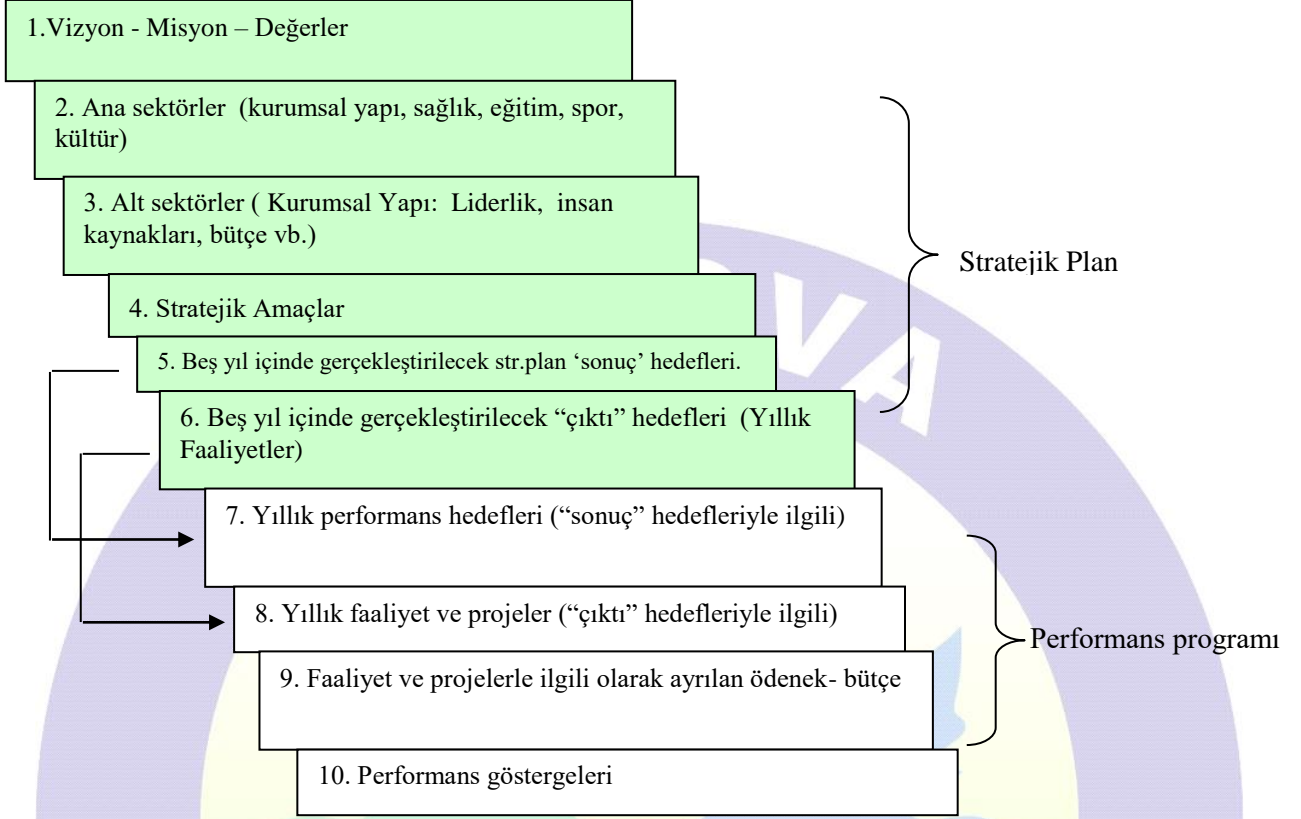 1.Vizyon - Misyon – Değerler
2. Ana sektörler (kurumsal yapı, sağlık, eğitim, spor,
kültür)
3. Alt sektörler ( Kurumsal Yapı: Liderlik, insan
kaynakları, bütçe vb.)
Stratejik Plan
4. Stratejik Amaçlar
5. Beş yıl içinde gerçekleştirilecek str.plan ‘sonuç’ hedefleri.
6. Beş yıl içinde gerçekleştirilecek “çıktı” hedefleri (Yıllık
Faaliyetler)
7. Yıllık performans hedefleri (“sonuç” hedefleriyle ilgili)
8. Yıllık faaliyet ve projeler (“çıktı” hedefleriyle ilgili)
Performans programı
9. Faaliyet ve projelerle ilgili olarak ayrılan ödenek- bütçe
10. Performans göstergeleri
OVA